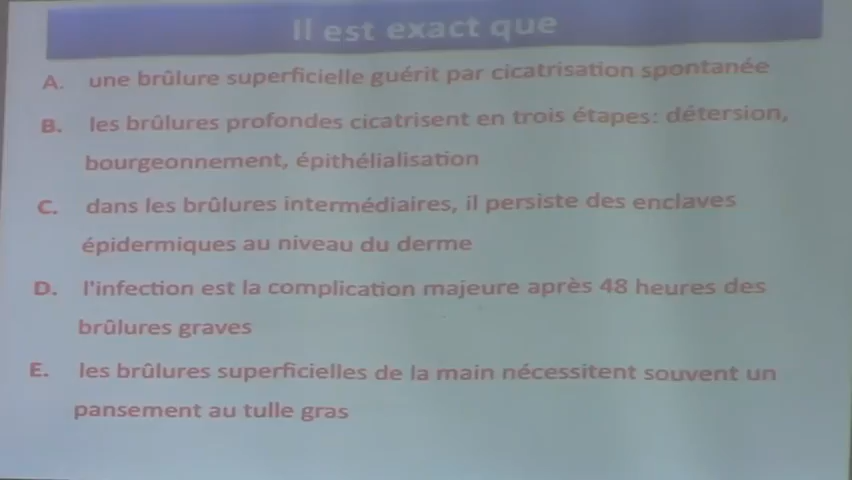 Il est exact que
A. une brûlure superficielle guérit par cicatrisation spontanée
B. les brûlures profondes cicatrisent en trois étapes: détersion,
bourgeonnement, épithélialisation
C. dans les brûlures intermédiaires, il persiste des enclaves
épidermiques au niveau du derme
D. l'infection est la complication majeure après 48 heures des
brûlures graves
E. les brûlures superficielles de la main nécessitent souvent un
pansement au tulle gras